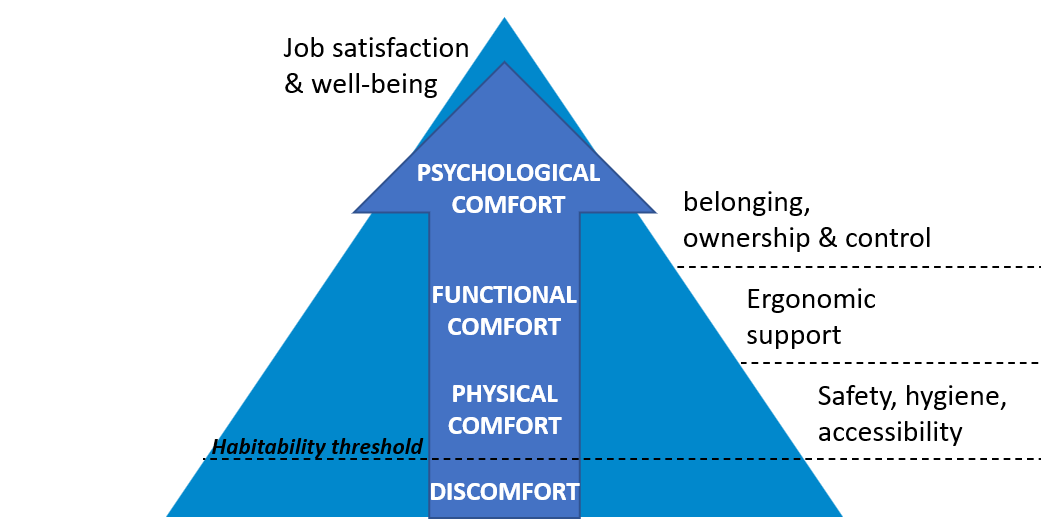 Job satisfaction
& well-being
PSYCHOLOGICAL
COMFORT
belonging,
ownership & control
FUNCTIONAL
COMFORT
Ergonomic
support
PHYSICAL
COMFORT
Safety, hygiene,
accessibility
Habitability threshold
DISCOMFORT